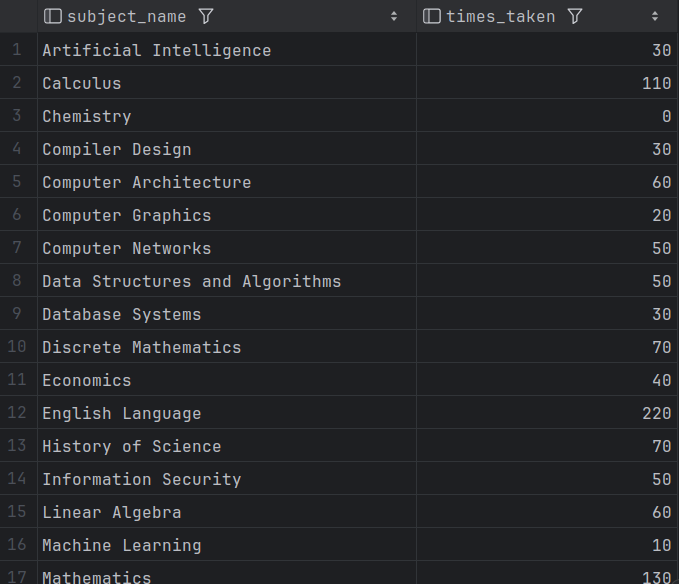 subject_name times_taken
1 Artificial Intelligence 30
2 Calculus 110
3 Chemistry 0
4 Compiler Design 30
5 Computer Architecture 60
6 Computer Graphics 20
7 Computer Networks 50
8 Data Structures and Algorithms 50
9 Database Systems 30
10 Discrete Mathematics 70
11 Economics 40
12 English Language 220
13 History of Science 70
14 Information Security 50
15 Linear Algebra 60
16 Machine Learning 10
17 Mathematics 130